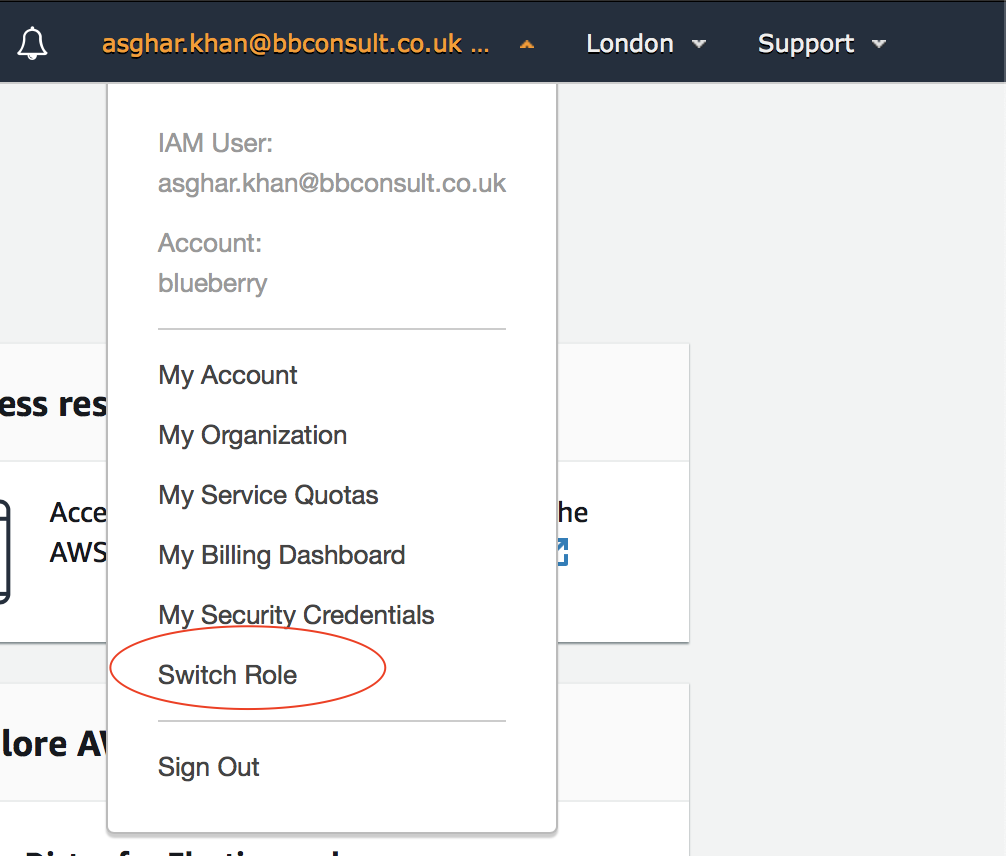 asghar.khan@bbconsult.co.uk ...
London
Support
IAM User:
asghar.khan@bbconsult.co.uk
Account:
blueberry
My Account
My Organization
My Service Quotas
My Billing Dashboard
My Security Credentials
Switch Role
Sign Out
ess res
Acce
he
AWS
lore A